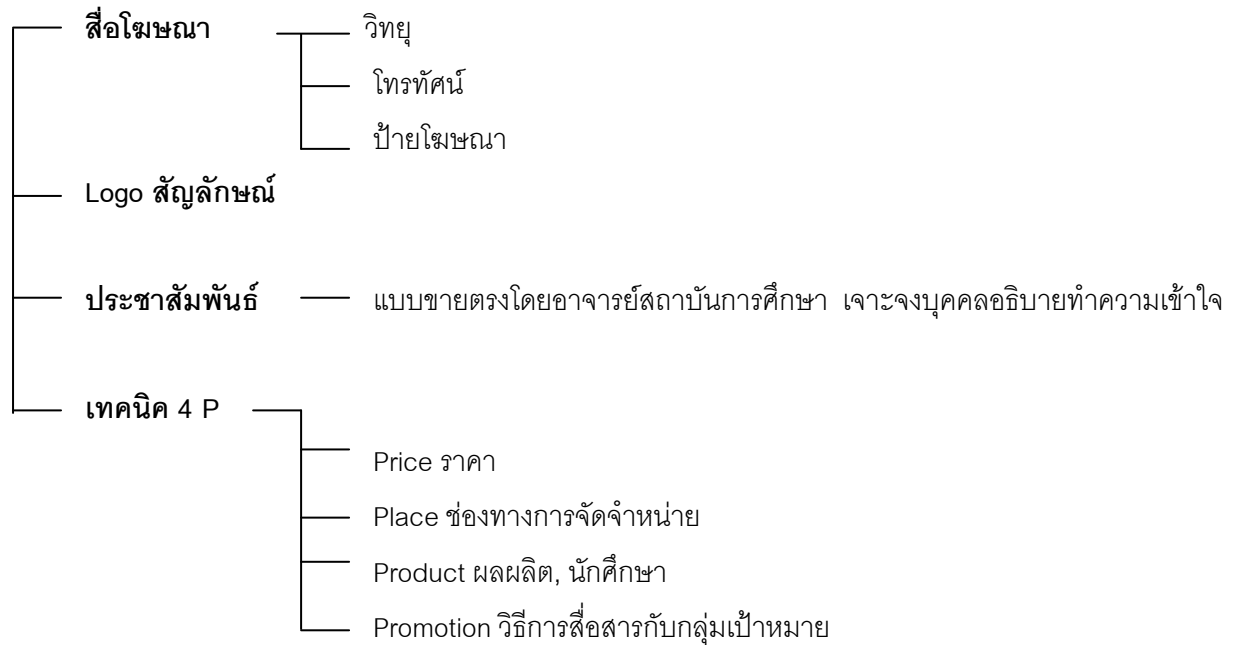 สื่อโฆษณา วิทยุ
โทรทัศน์
ป้ายโฆษณา
Logo สัญลักษณ์
ประชาสัมพันธ์ แบบขายตรงโดยอาจารย์สถาบันการศึกษา เจาะจงบุคคลอธิบายทำความเข้าใจ
เทคนิค 4 P
Price ราคา
Place ช่องทางการจัดจำหน่าย
Product ผลผลิต, นักศึกษา
Promotion วิธีการสื่อสารกับกลุ่มเป้าหมาย